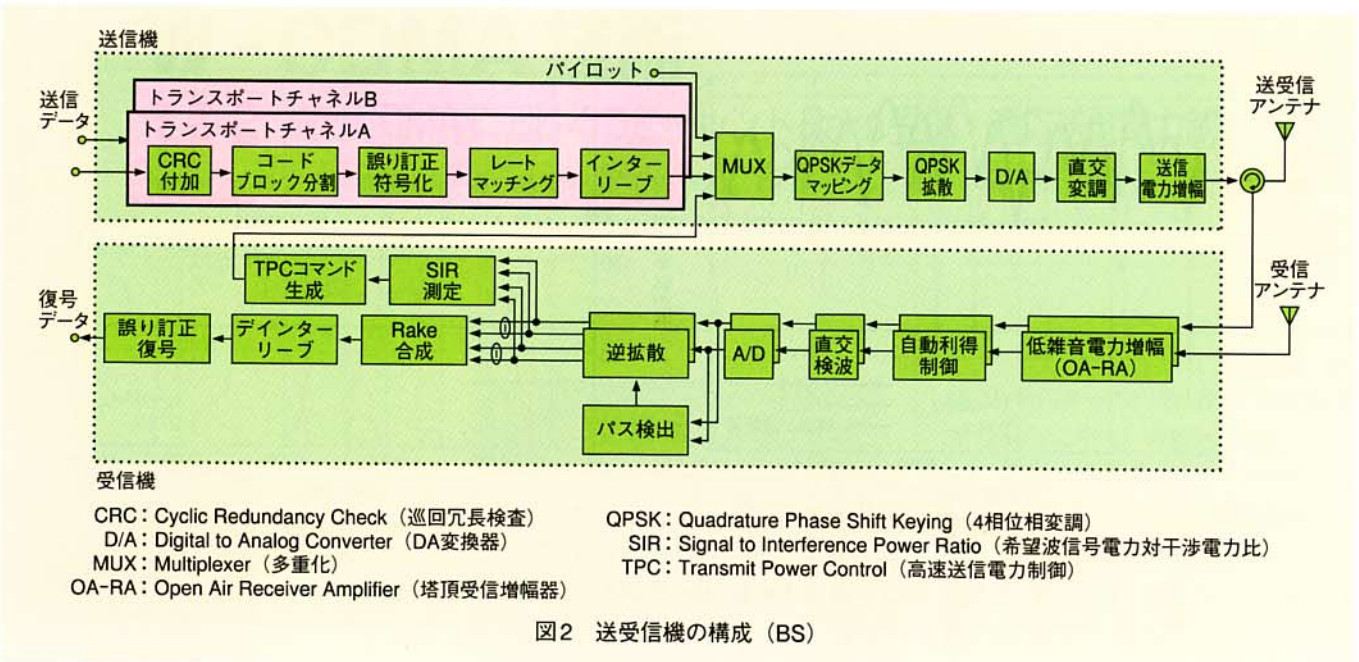 送信機
パイロット
送信
データ
トランスポートチャネルB
トランスポートチャネルA
CRC
付加
コード
ブロック分割
誤り訂正
符号化
レート
マッチング
インター
リーブ
MUX
QPSKデータ
マッピング
QPSK
拡散
D/A
直交
変調
送信
電力増幅
送受信
アンテナ
TPCコマンド
生成
SIR
測定
復号
データ
誤り訂正
復号
デインター
リーブ
Rake
合成
逆拡散
A/D
直交
検波
自動利得
制御
低雑音電力増幅
(OA-RA)
受信
アンテナ
パス検出
受信機
CRC:Cyclic Redundancy Check(巡回冗長検査)
D/A:Digital to Analog Converter(DA変換器)
MUX:Multiplexer(多重化)
OA-RA:Open Air Receiver Amplifier(塔頂受信増幅器)
QPSK:Quadrature Phase Shift Keying(4相位相変調)
SIR:Signal to Interference Power Ratio(希望波信号電力対干渉電力比)
TPC:Transmit Power Control(高速送信電力制御)
図2 送受信機の構成(BS)